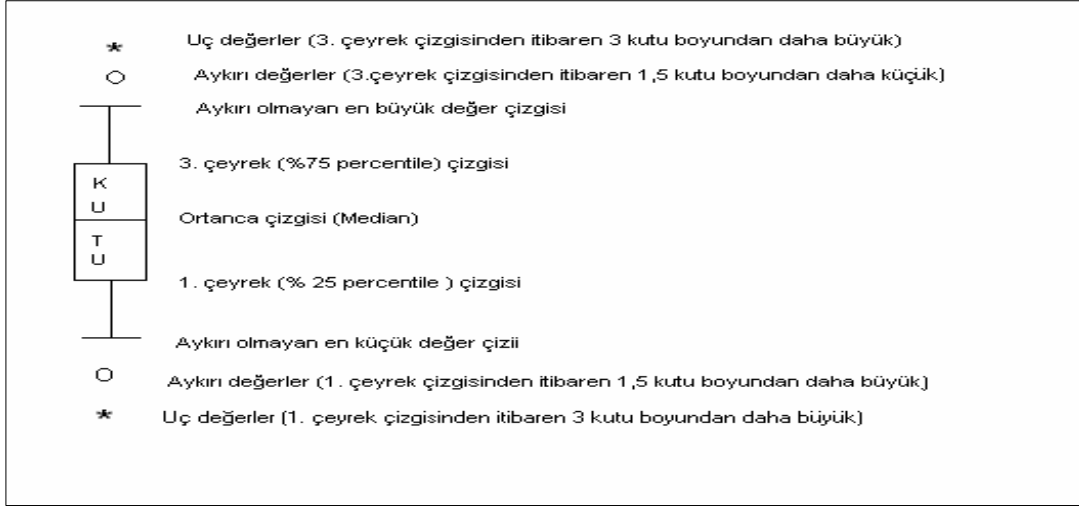 Uç değerler (3. çeyrek çizgisinden itibaren 3 kutu boyundan daha büyük)
Aykırı değerler (3.çeyrek çizgisinden itibaren 1,5 kutu boyundan daha küçük)
Aykırı olmayan en büyük değer çizgisi
3. çeyrek (%75 percentile) çizgisi
K
U
Ortanca çizgisi (Median)
T
U
1. çeyrek (% 25 percentile ) çizgisi
Aykırı olmayan en küçük değer çizii
Aykırı değerler (1. çeyrek çizgisinden itibaren 1,5 kutu boyundan daha büyük)
Uç değerler (1. çeyrek çizgisinden itibaren 3 kutu boyundan daha büyük)